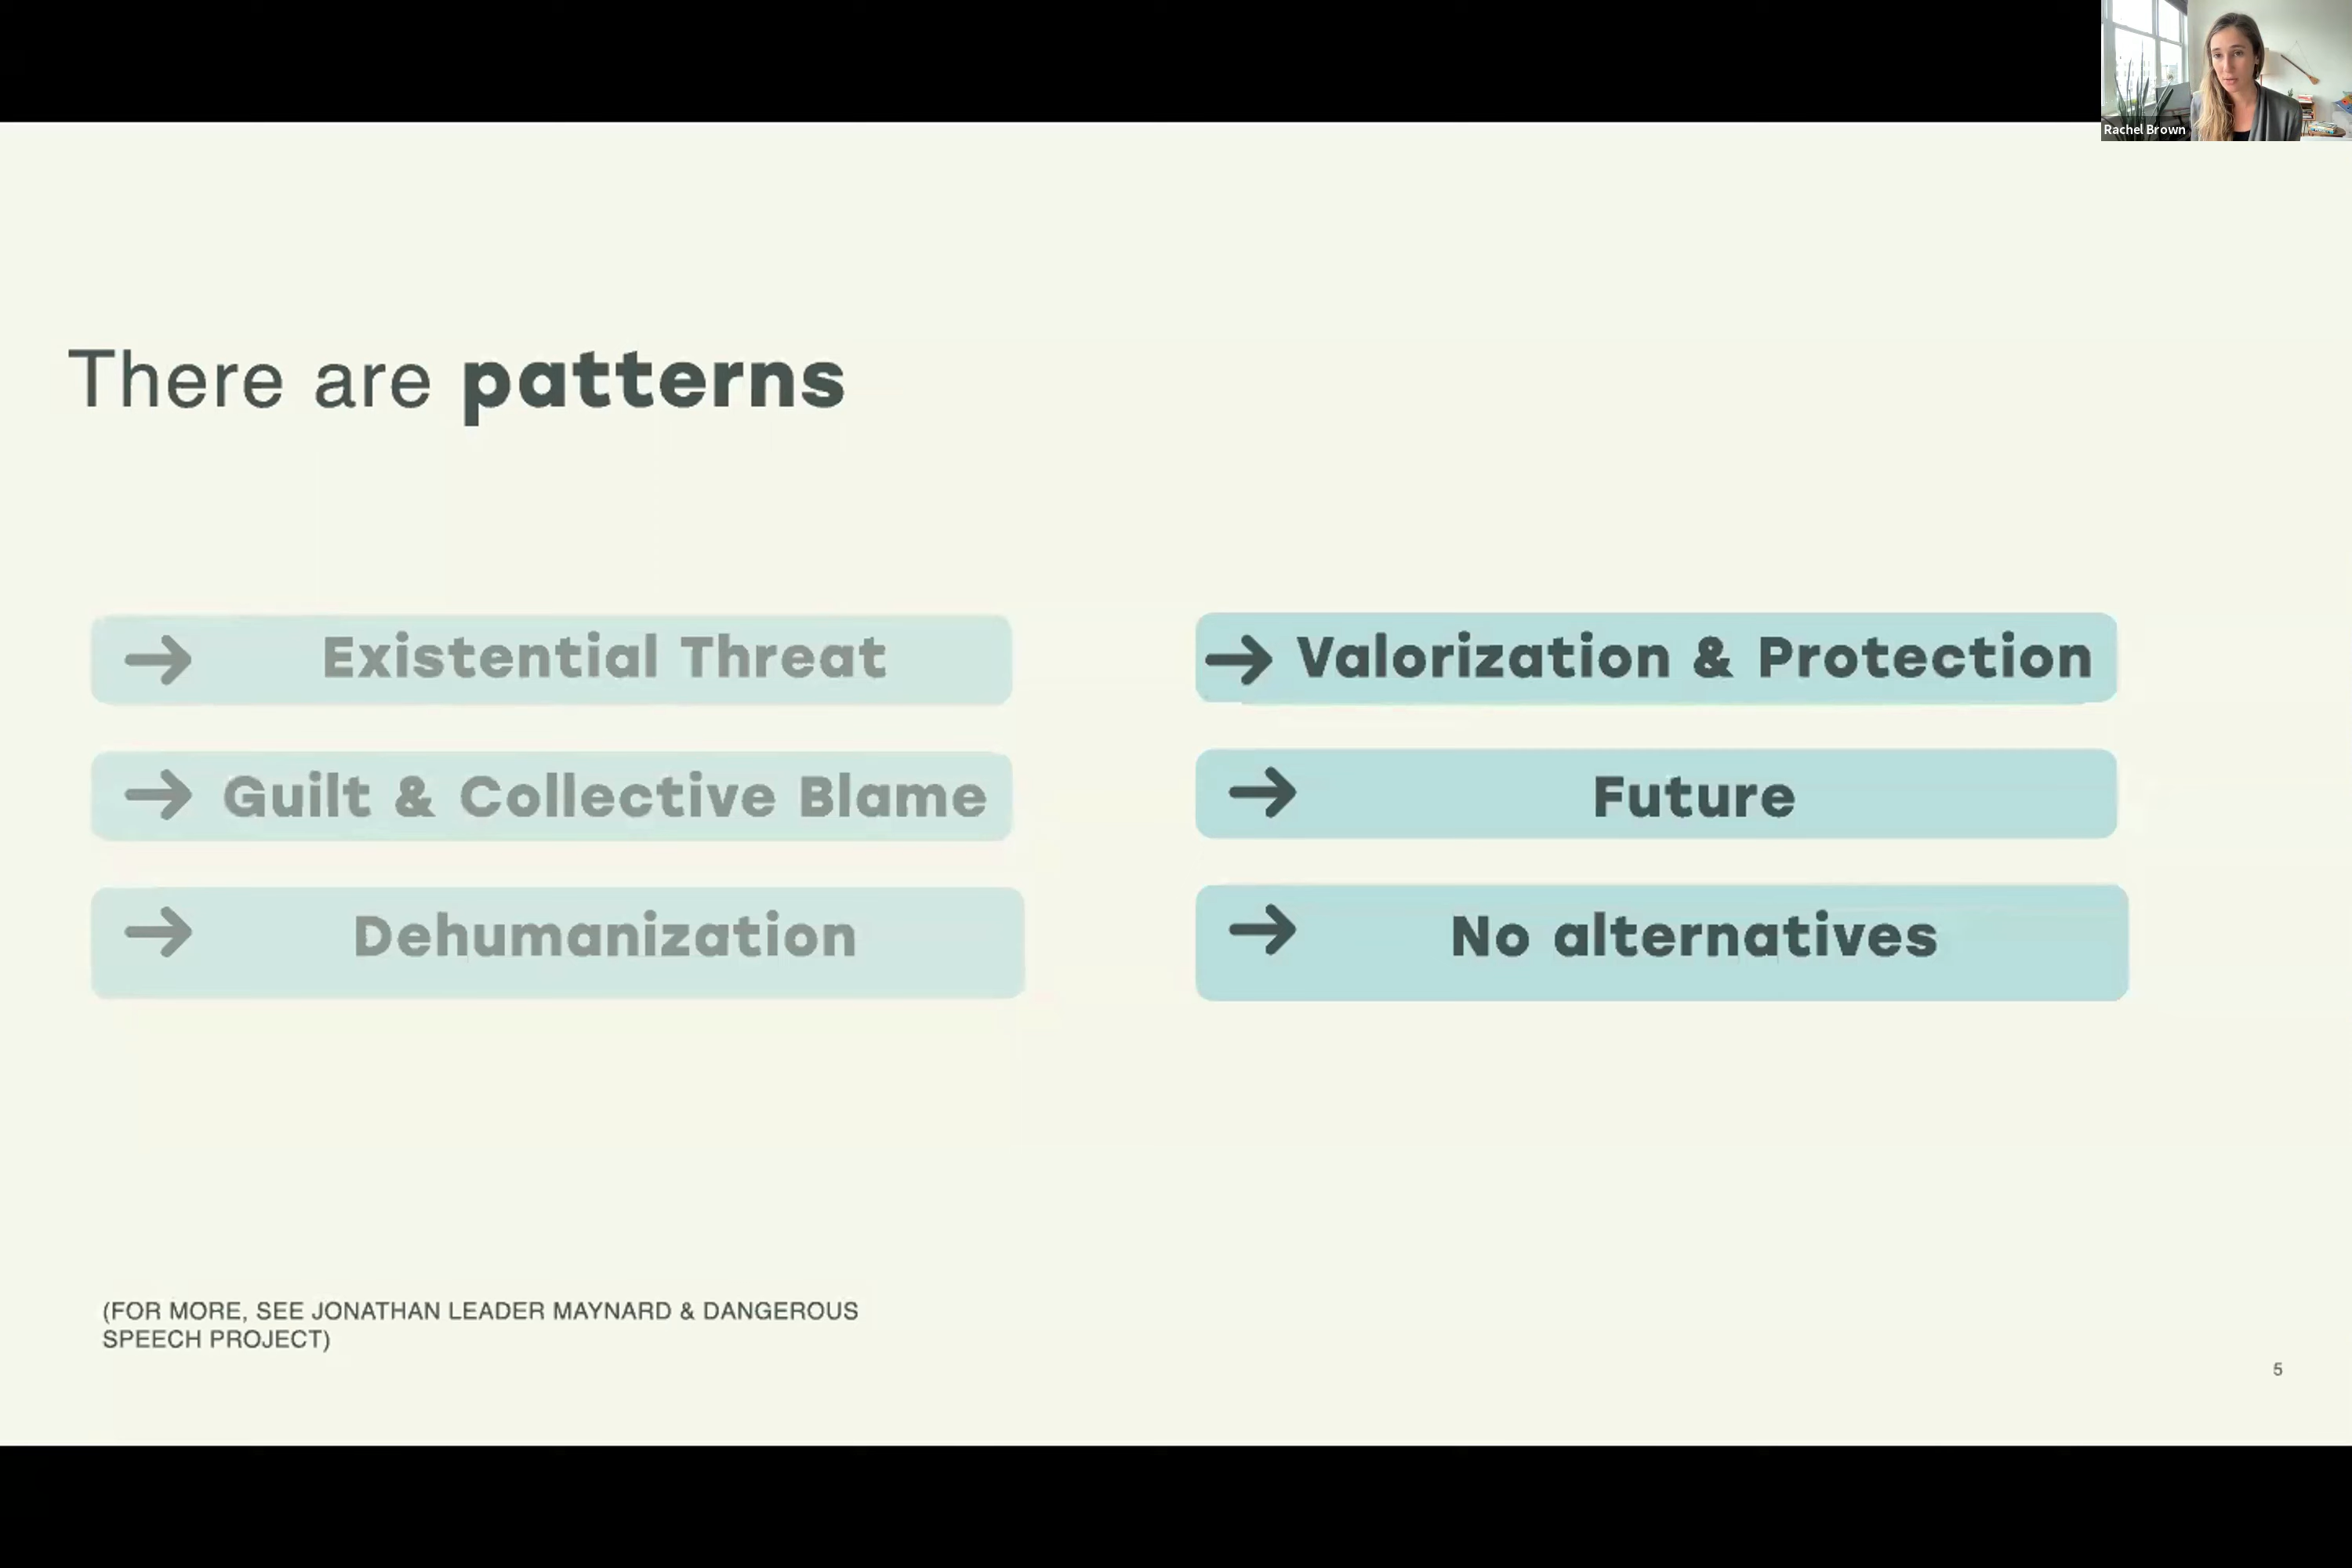 Rachel Brown
There are patterns
Existential Threat
Guilt & Collective Blame
Dehumanization
Valorization & Protection
Future
No alternatives
(FOR MORE, SEE JONATHAN LEADER MAYNARD & DANGEROUS
SPEECH PROJECT)
5